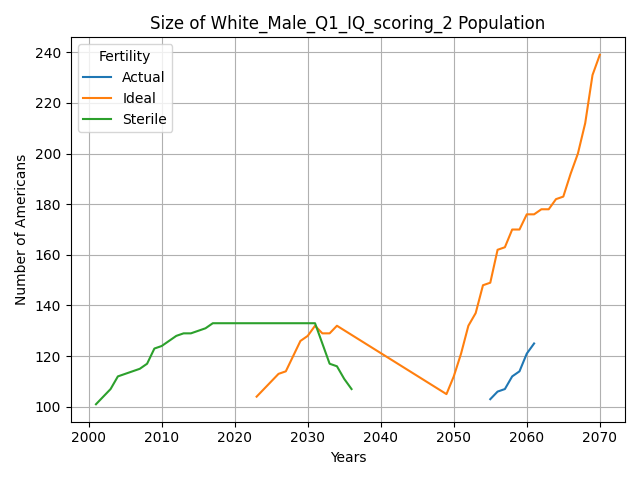 Size of White_Male_Q1_IQ_scoring_2 Population
Fertility
Actual
Ideal
Sterile
Number of Americans
240
220
200
180
160
140
120
100
2000 2010 2020 2030 2040 2050 2060 2070
Years